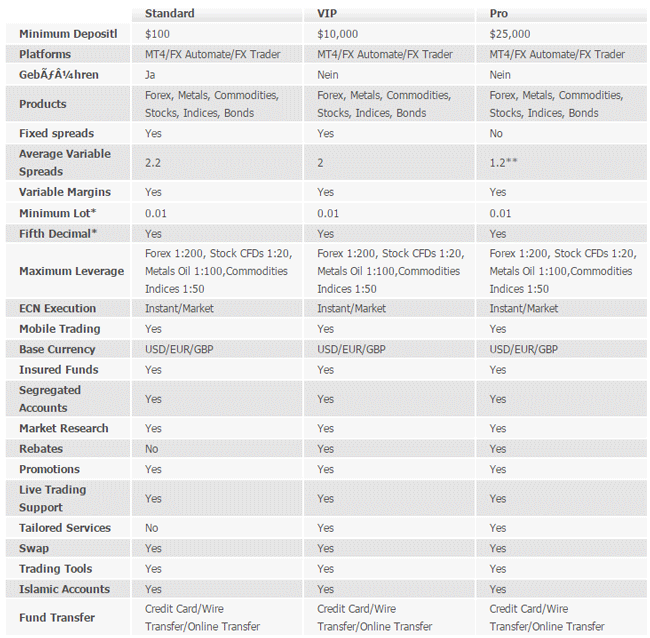 Standard VIP Pro
Minimum Depositl $100 $10,000 $25,000
Platforms MT4/FX Automate/FX Trader MT4/FX Automate/FX Trader MT4/FX Automate/FX Trader
GebÃƒÂ¼hren Ja Nein Nein
Products Forex, Metals, Commodities, Forex, Metals, Commodities, Forex, Metals, Commodities,
Stocks, Indices, Bonds Stocks, Indices, Bonds Stocks, Indices, Bonds
Fixed spreads Yes Yes No
Average Variable
Spreads 2.2 2 1.2**
Variable Margins Yes Yes Yes
Minimum Lot* 0.01 0.01 0.01
Fifth Decimal* Yes Yes Yes
Forex 1:200, Stock CFDs 1:20, Forex 1:200, Stock CFDs 1:20, Forex 1:200, Stock CFDs 1:20,
Maximum Leverage Metals Oil 1:100,Commodities Metals Oil 1:100,Commodities Metals Oil 1:100,Commodities
Indices 1:50 Indices 1:50 Indices 1:50
ECN Execution Instant/Market Instant/Market Instant/Market
Mobile Trading Yes Yes Yes
Base Currency USD/EUR/GBP USD/EUR/GBP USD/EUR/GBP
Insured Funds Yes Yes Yes
Segregated
Accounts Yes Yes Yes
Market Research Yes Yes Yes
Rebates No Yes Yes
Promotions Yes Yes Yes
Live Trading
Support Yes Yes Yes
Tailored Services No Yes Yes
Swap Yes Yes Yes
Trading Tools Yes Yes Yes
Islamic Accounts Yes Yes Yes
Fund Transfer Credit Card/Wire Credit Card/Wire Credit Card/Wire
Transfer/Online Transfer Transfer/Online Transfer Transfer/Online Transfer